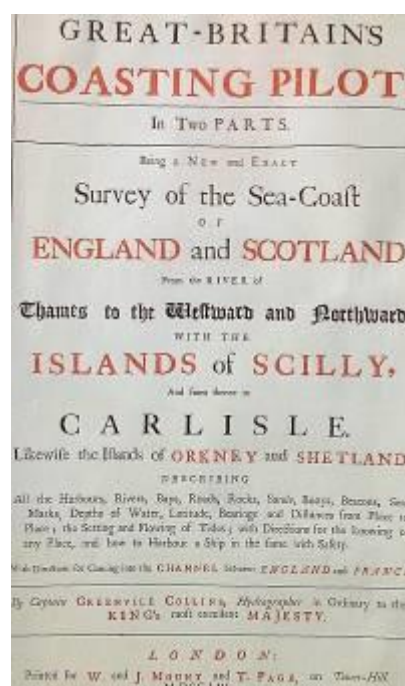 GREAT-BRITAIN'S
COASTING PILOT
In Two PARTS.
Being a NEW and EXACT
Survey of the Sea-Coaſt
OF
ENGLAND and SCOTLAND
From the RIVER of
Thames to the Weſtward and Northward
WITH THE
ISLANDS of SCILLY,
And from thence to
CARLISLE.
Likewiſe the Iſlands of ORKNEY and SHETLAND
DESCRIBING
All the Harbours, Rivers, Bays, Roads, Rocks, Sands, Buoys, Beacons, Sea
Marks, Depths of Water, Latitude, Bearings and Diſtances from Place to
Place; the Setting and Flowing of Tides; with Directions for the Knowing of
any Place, and how to Harbour a Ship in the ſame with Safety.
With Directions for Coming into the CHANNEL between ENGLAND and FRANCE
By Captain GREENVILE COLLINS, Hydrographer in Ordinary to the
KING's moſt excellent MAJESTY.
LONDON:
Printed for W. and J. MOUNT and T. PAGE, on Tower-Hill